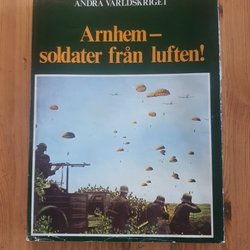 ANDRA VÄRLDSKRIGET
Arnhem–
soldater från luften!